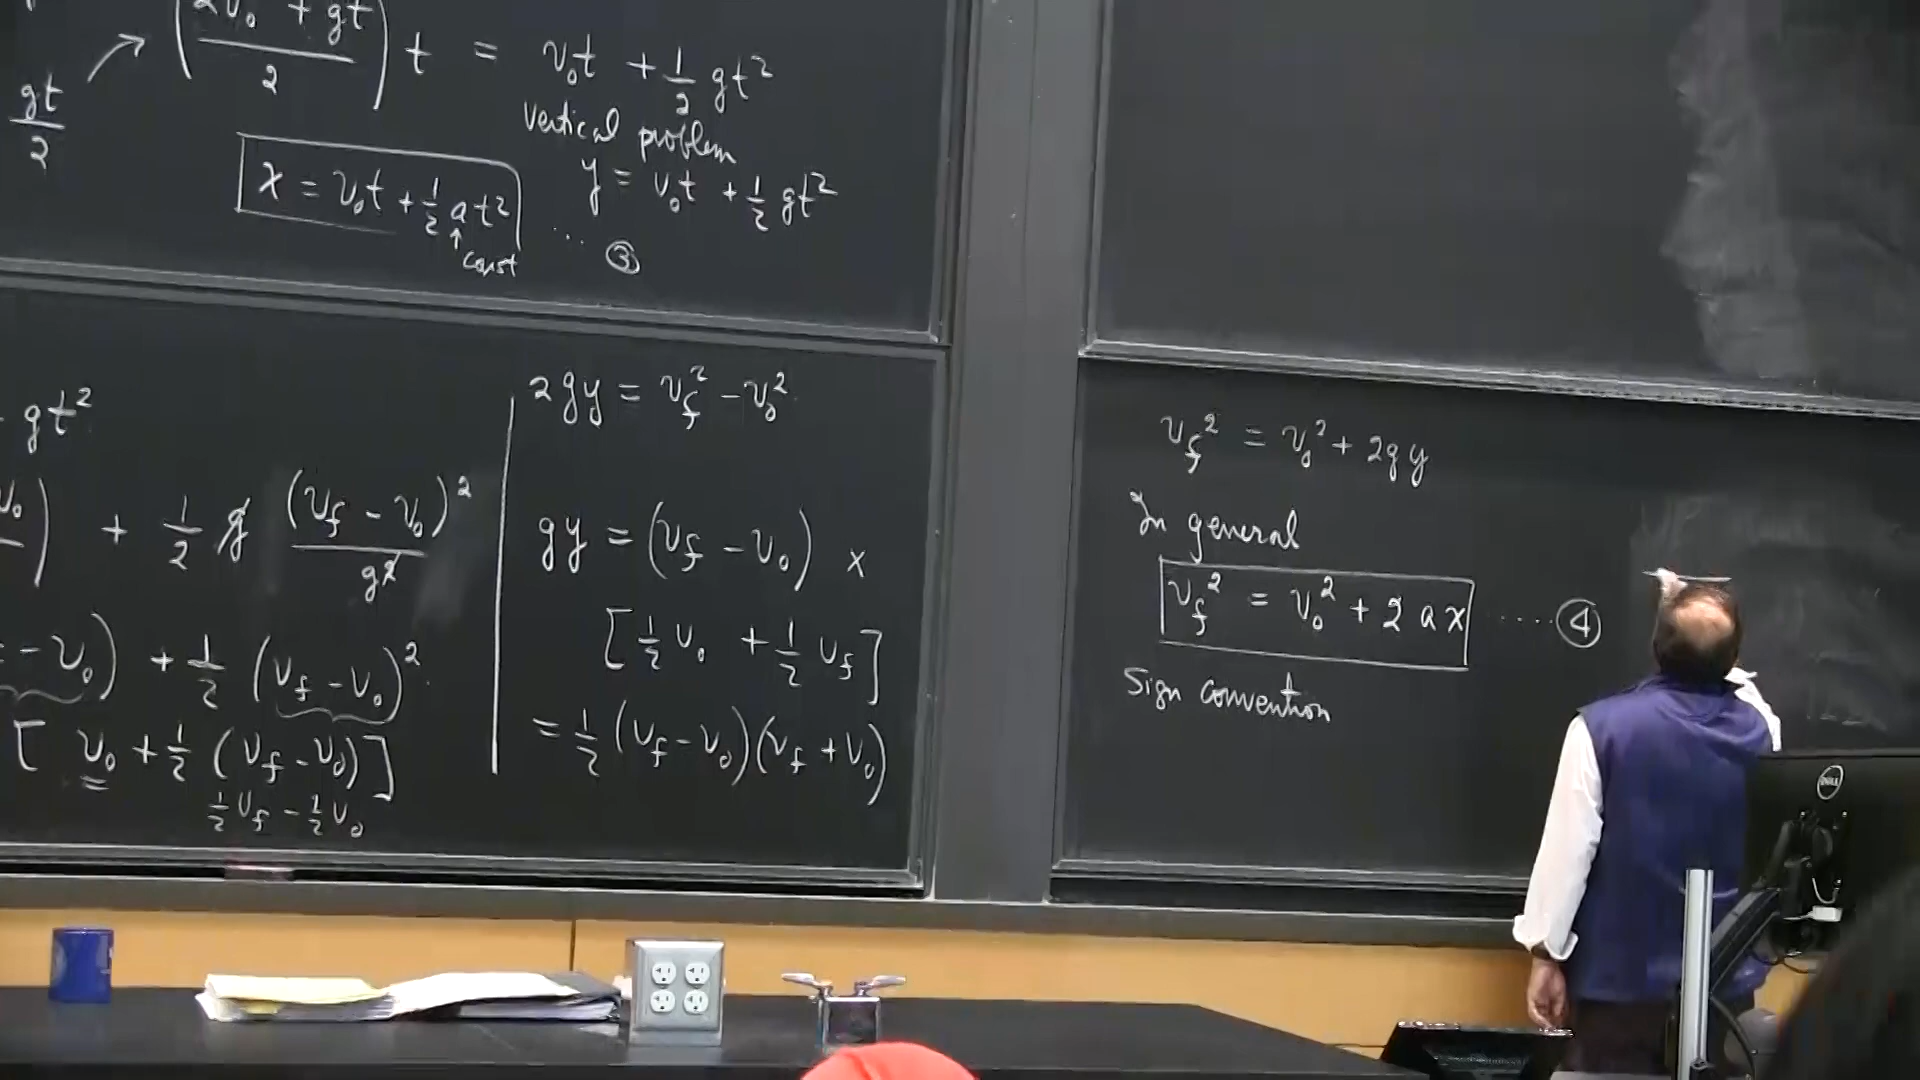 (2v₀ + gt / 2) t = v₀t + 1/2 gt²
gt/2
Vertical problem
y = v₀t + 1/2 gt²
x = v₀t + 1/2 at²
const
... ③
gt²
v₀) + 1/2 g (v_f - v₀)² / g²
- v₀) + 1/2 (v_f - v₀)²
[ v₀ + 1/2 (v_f - v₀) ]
1/2 v_f - 1/2 v₀
2gy = v_f² - v₀²
gy = (v_f - v₀) ×
[ 1/2 v₀ + 1/2 v_f ]
= 1/2 (v_f - v₀)(v_f + v₀)
v_f² = v₀² + 2gy
In general
v_f² = v₀² + 2ax ..... ④
Sign convention
DELL